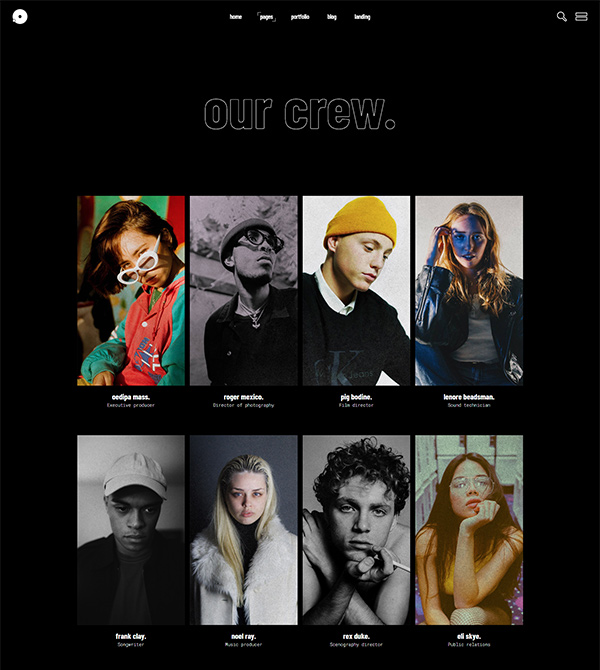 home pages portfolio blog landing
our crew.
oedipa mass. roger mexico. pig bodine. lenore beadsman.
Executive producer Director of photography Film director Sound technician
frank clay. noel ray. rex duke. eli skye.
Songwriter Music producer Scenography director Public relations